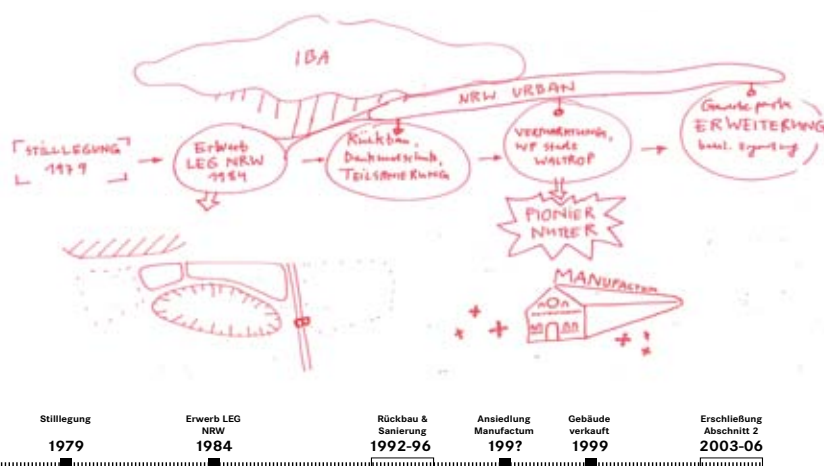 IBA
NRW URBAN
STILLLEGUNG
1979
Erwerb
LEG NRW
1984
Rückbau,
Denkmalschutz,
TEILSANIERUNG
VERMARKTUNG,
WALTROP
Gewerbepark
ERWEITERUNG
PIONIER
NUTZER
MANUFACTUM
B
Stilllegung
1979
Erwerb LEG
NRW
1984
Rückbau &
Sanierung
1992-96
Ansiedlung
Manufactum
199?
Gebäude
verkauft
1999
Erschließung
Abschnitt 2
2003-06